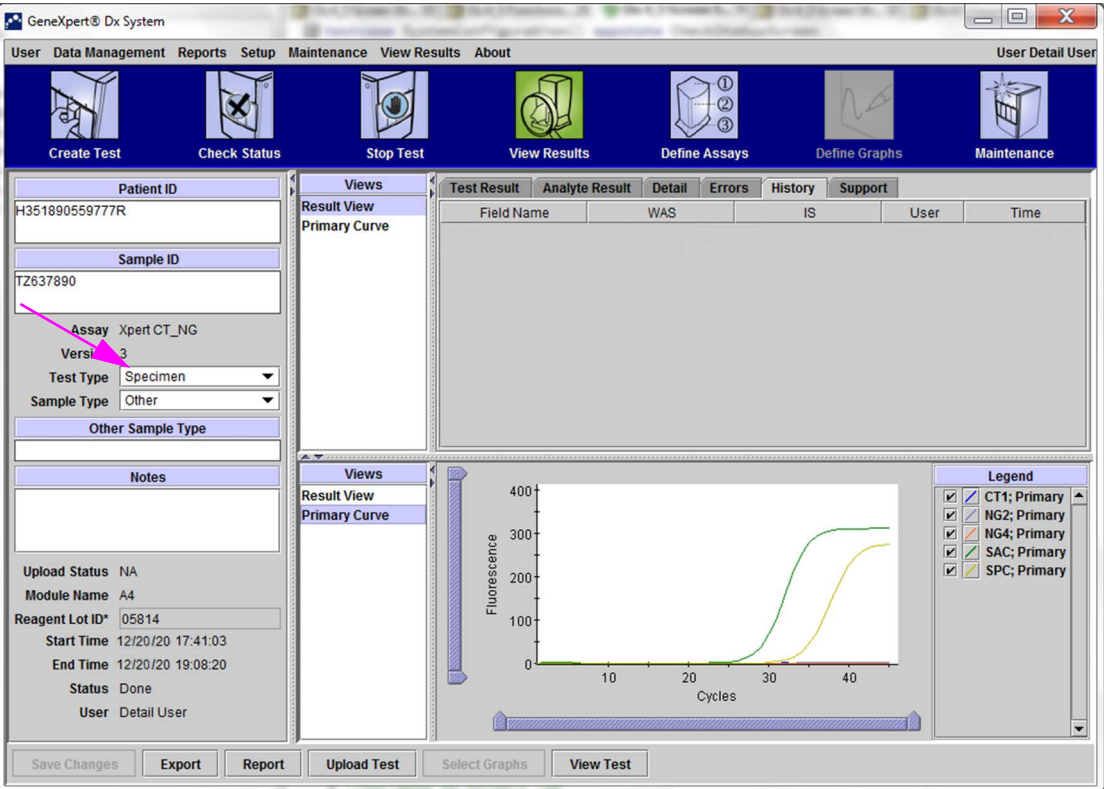 GeneXpert® Dx System
User Data Management Reports Setup Maintenance View Results About User Detail User
Create Test Check Status Stop Test View Results Define Assays Define Graphs Maintenance
Patient ID
H351890559777R
Sample ID
TZ637890
Assay Xpert CT_NG
Versi 3
Test Type Specimen
Sample Type Other
Other Sample Type
Notes
Upload Status NA
Module Name A4
Reagent Lot ID* 05814
Start Time 12/20/20 17:41:03
End Time 12/20/20 19:08:20
Status Done
User Detail User
Views
Result View
Primary Curve
Test Result Analyte Result Detail Errors History Support
Field Name WAS IS User Time
Views
Result View
Primary Curve
400
300
200
100
0
Fluorescence
10 20 30 40
Cycles
Legend
CT1; Primary
NG2; Primary
NG4; Primary
SAC; Primary
SPC; Primary
Save Changes Export Report Upload Test Select Graphs View Test